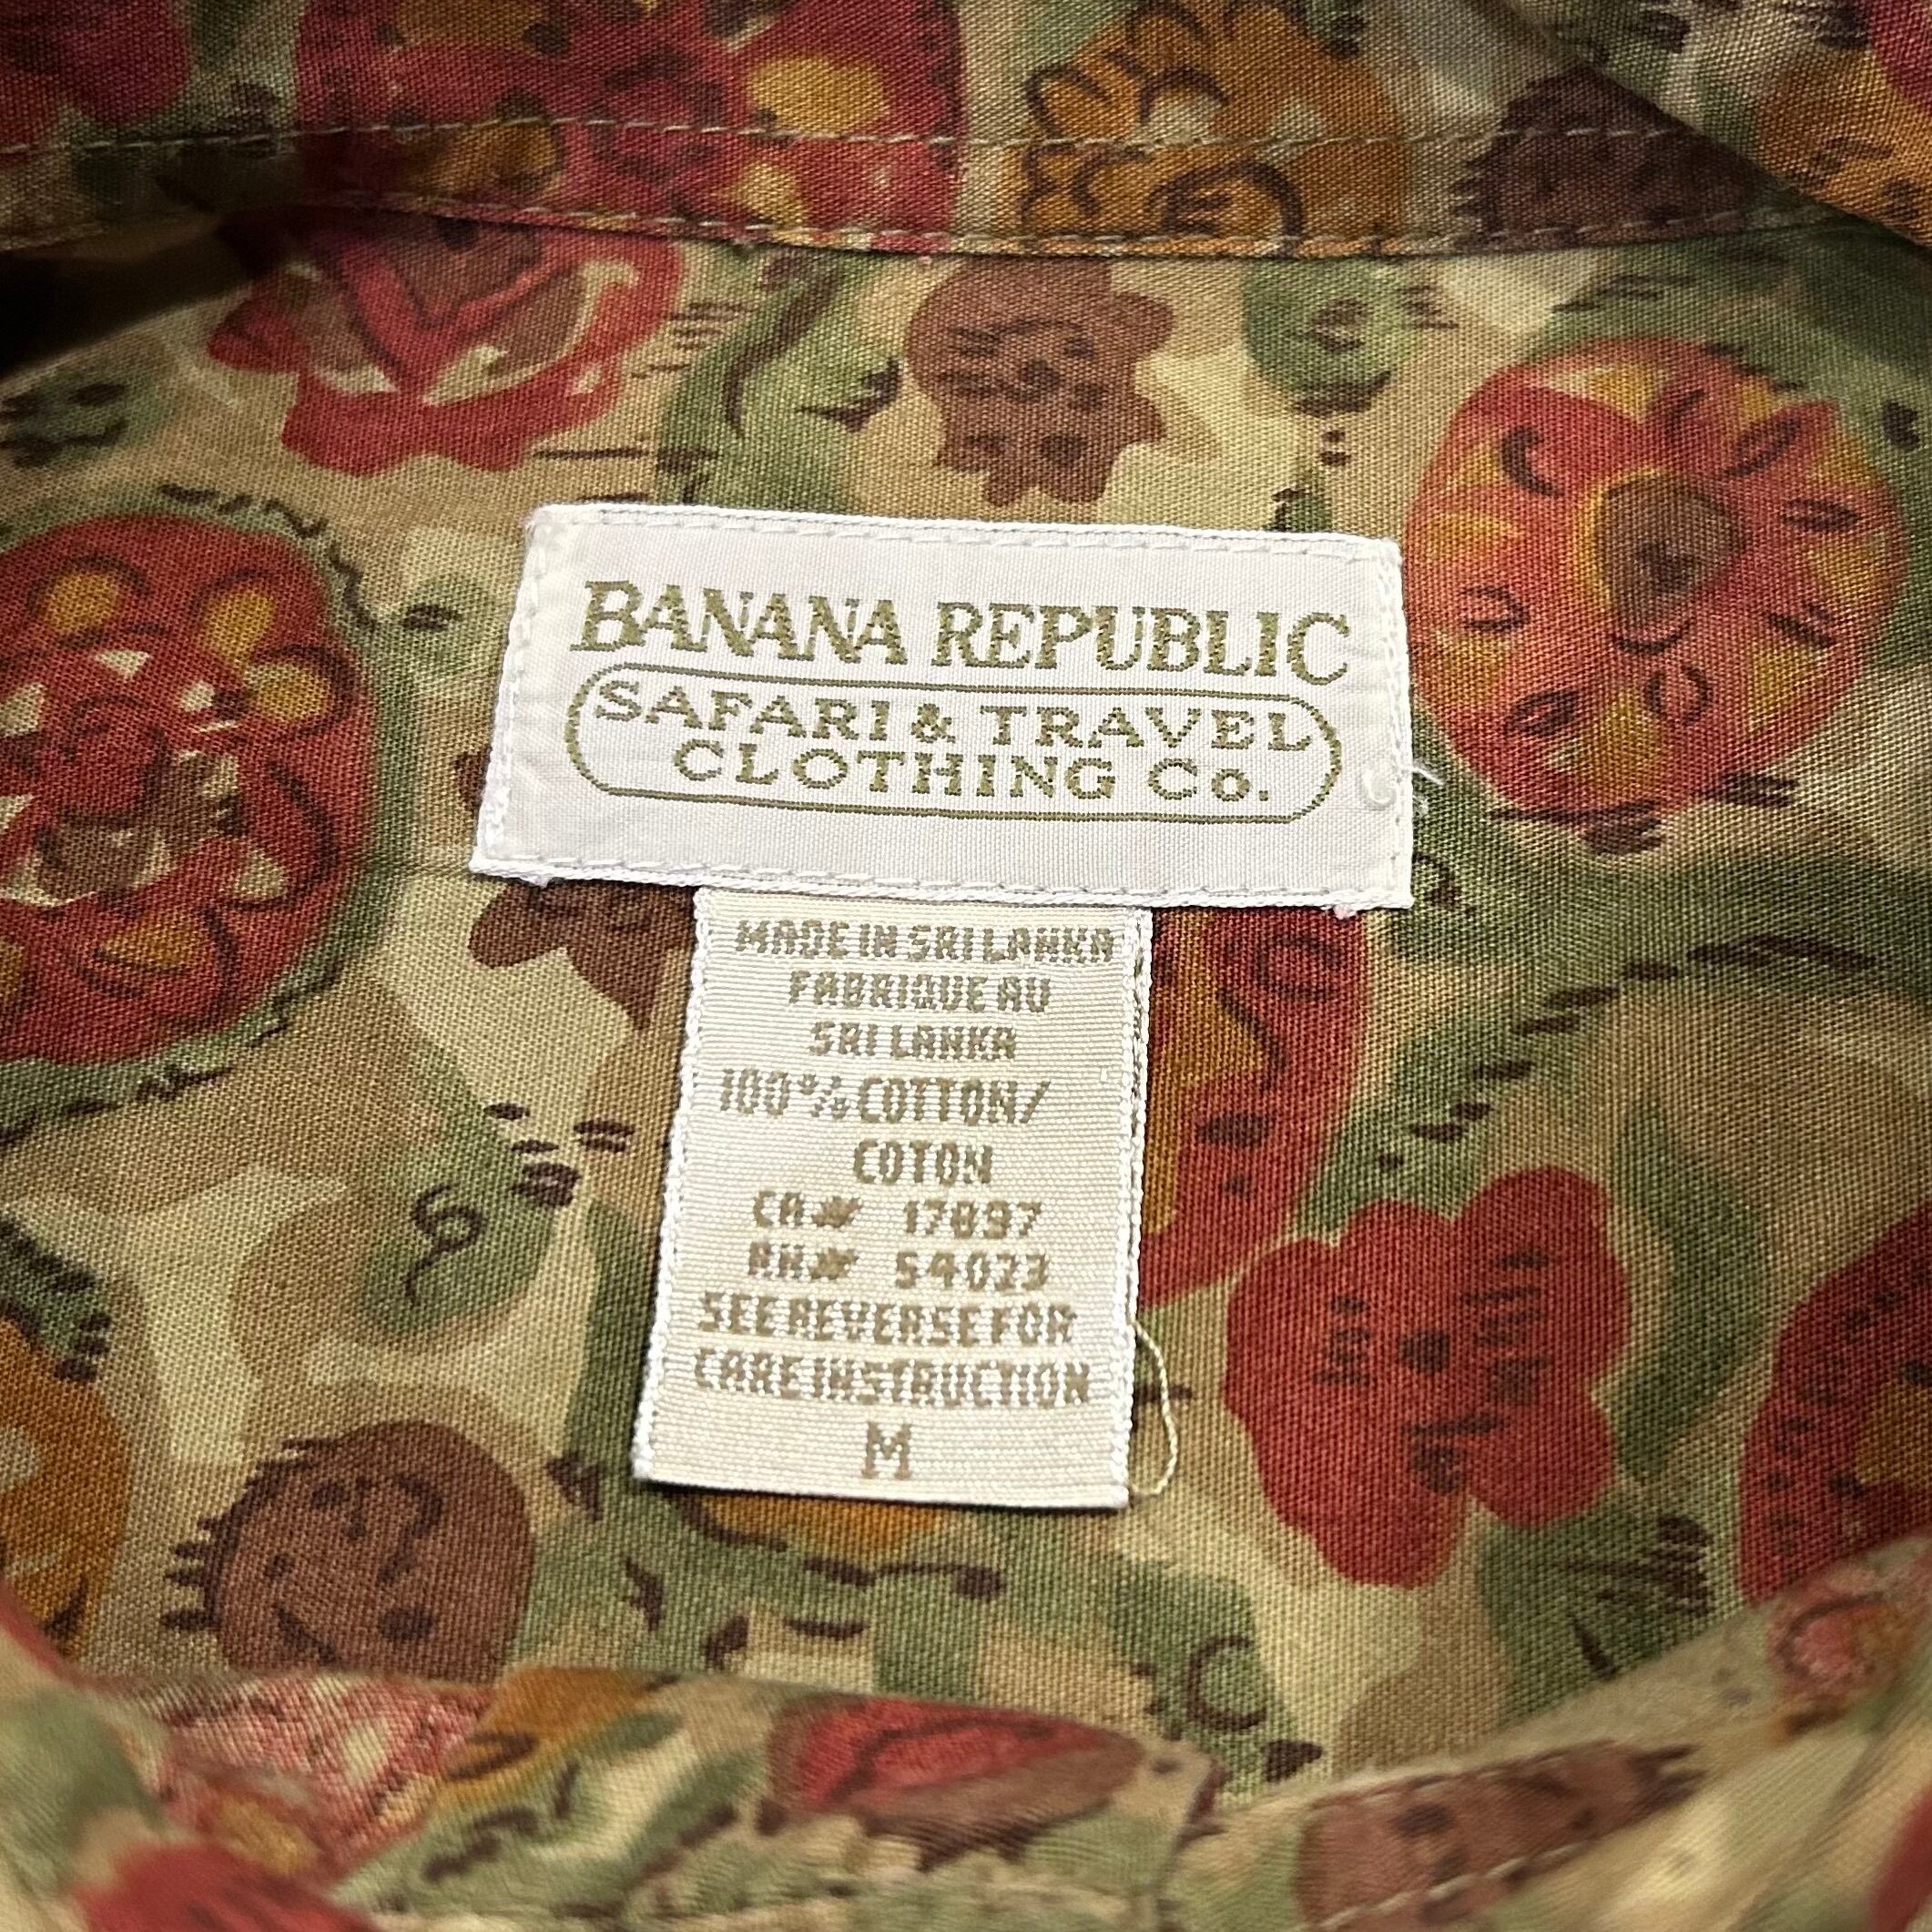 BANANA REPUBLIC
SAFARI & TRAVEL
CLOTHING Co.
MADE IN SRI LANKA
FABRIQUE AU
SRI LANKA
100% COTTON/
COTON
CA# 17897
RN# 54023
SEE REVERSE FOR
CARE INSTRUCTION
M